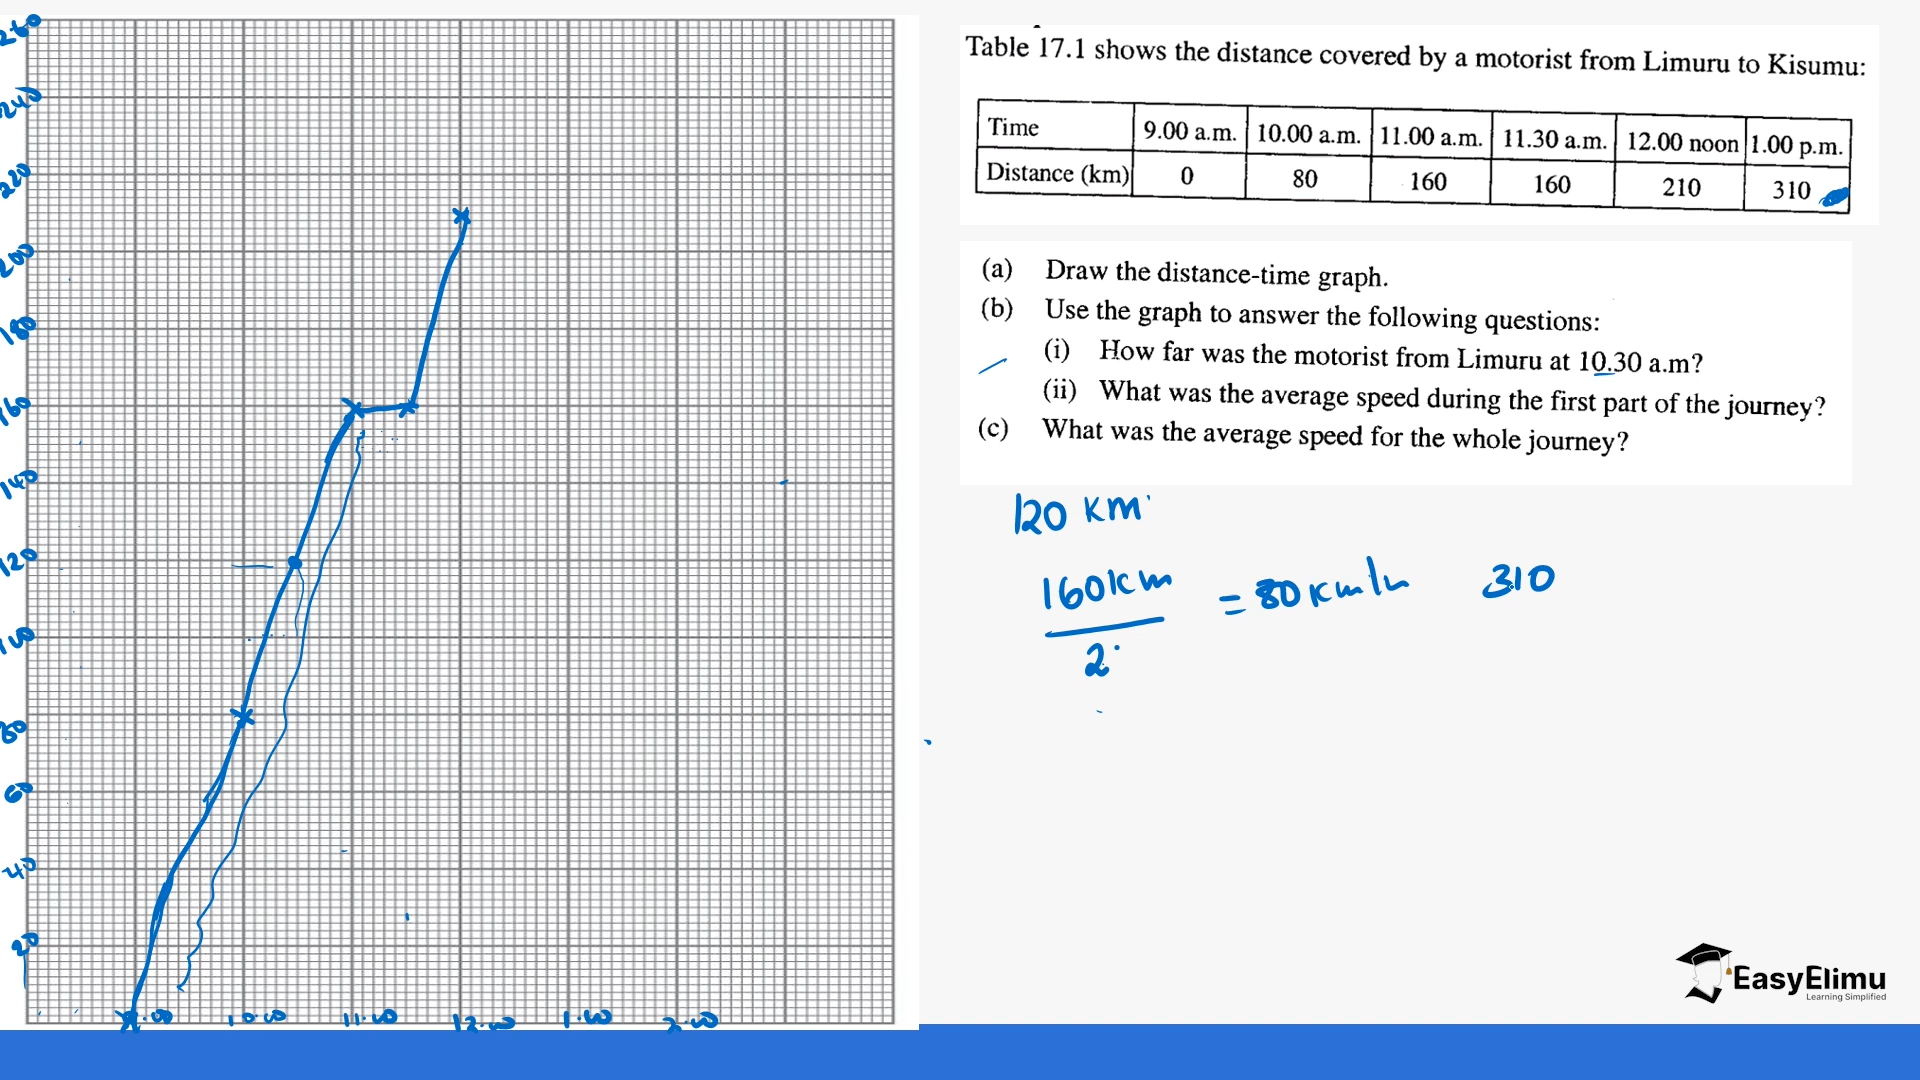 Table 17.1 shows the distance covered by a motorist from Limuru to Kisumu:
Time 9.00 a.m. 10.00 a.m. 11.00 a.m. 11.30 a.m. 12.00 noon 1.00 p.m.
Distance (km) 0 80 160 160 210 310
(a) Draw the distance-time graph.
(b) Use the graph to answer the following questions:
(i) How far was the motorist from Limuru at 10.30 a.m?
(ii) What was the average speed during the first part of the journey?
(c) What was the average speed for the whole journey?
120 km
160km
2
= 80 km/h
310
260
240
220
200
180
160
140
120
100
80
60
40
20
9.00 10.00 11.00 12.00 1.00 2.00
EasyElimu
Learning Simplified